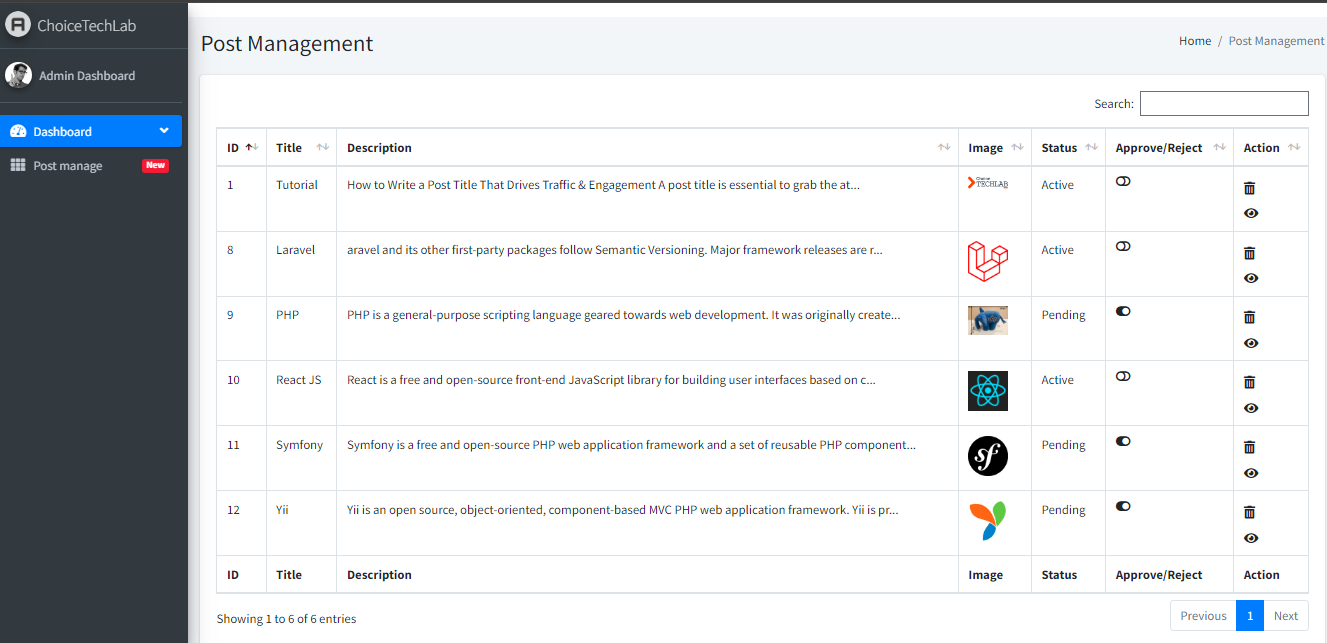 ChoiceTechLab
Admin Dashboard
Dashboard
Post manage New
Post Management
Home / Post Management
Search:
ID Title Description Image Status Approve/Reject Action
1 Tutorial How to Write a Post Title That Drives Traffic & Engagement A post title is essential to grab the at... Choice TECHLAB Active
8 Laravel aravel and its other first-party packages follow Semantic Versioning. Major framework releases are r... Active
9 PHP PHP is a general-purpose scripting language geared towards web development. It was originally create... Pending
10 React JS React is a free and open-source front-end JavaScript library for building user interfaces based on c... Active
11 Symfony Symfony is a free and open-source PHP web application framework and a set of reusable PHP component... sf Pending
12 Yii Yii is an open source, object-oriented, component-based MVC PHP web application framework. Yii is pr... Pending
ID Title Description Image Status Approve/Reject Action
Showing 1 to 6 of 6 entries
Previous 1 Next